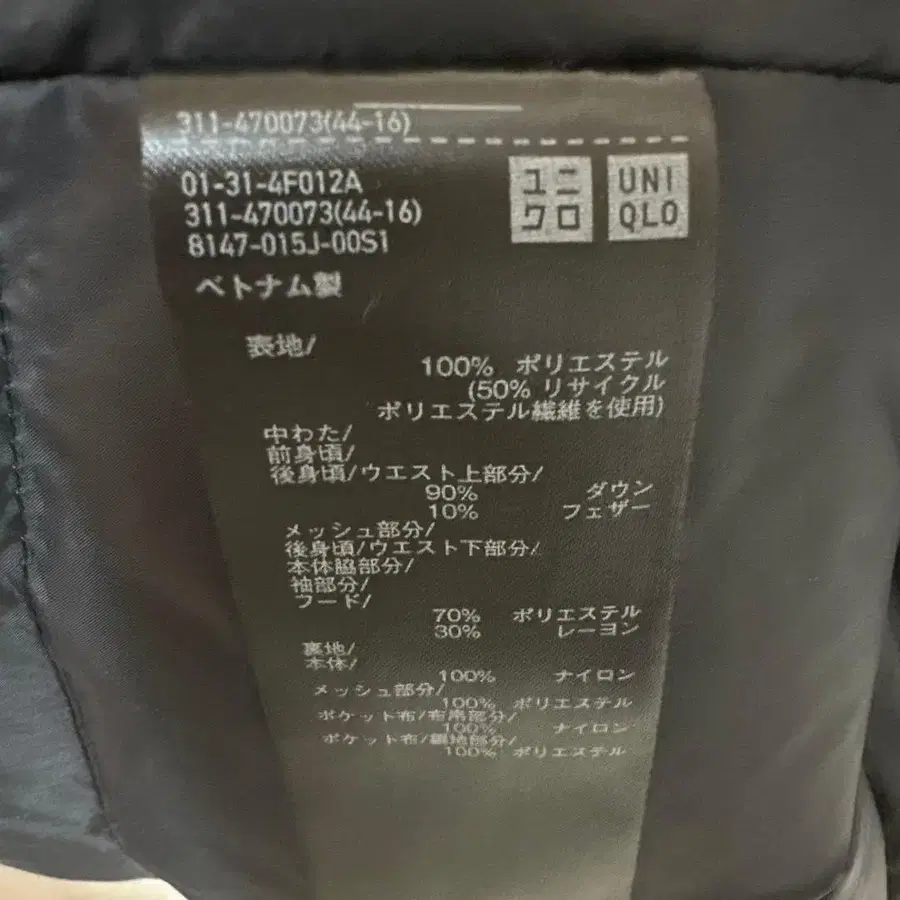 311-470073(44-16)
01-31-4F012A
311-470073(44-16)
8147-015J-00S1
ユニ
クロ
UNI
QLO
ベトナム製
表地/
100% ポリエステル
(50% リサイクル
ポリエステル繊維を使用)
中わた/
前身頃/
後身頃/ウエスト上部分/
90% ダウン
10% フェザー
メッシュ部分/
後身頃/ウエスト下部分/
本体脇部分/
袖部分/
フード/
70% ポリエステル
30% レーヨン
裏地/
本体/
100% ナイロン
メッシュ部分/
100% ポリエステル
ポケット布/布帛部分/
100% ナイロン
ポケット布/編地部分/
100% ポリエステル